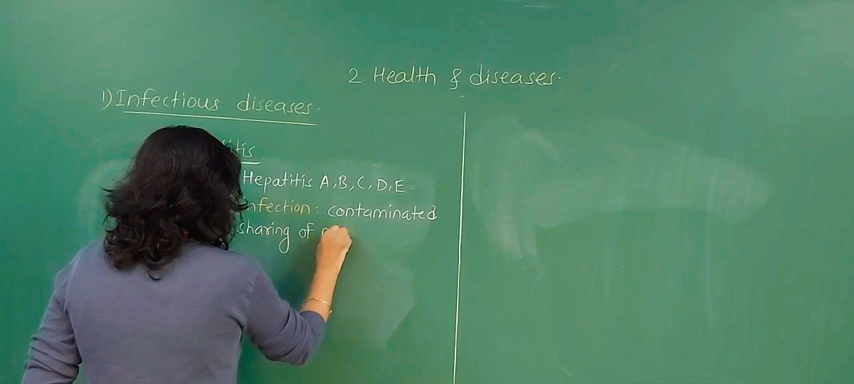 2. Health & diseases.
1) Infectious diseases.
Hepatitis A, B, C, D, E.
contaminated
sharing of